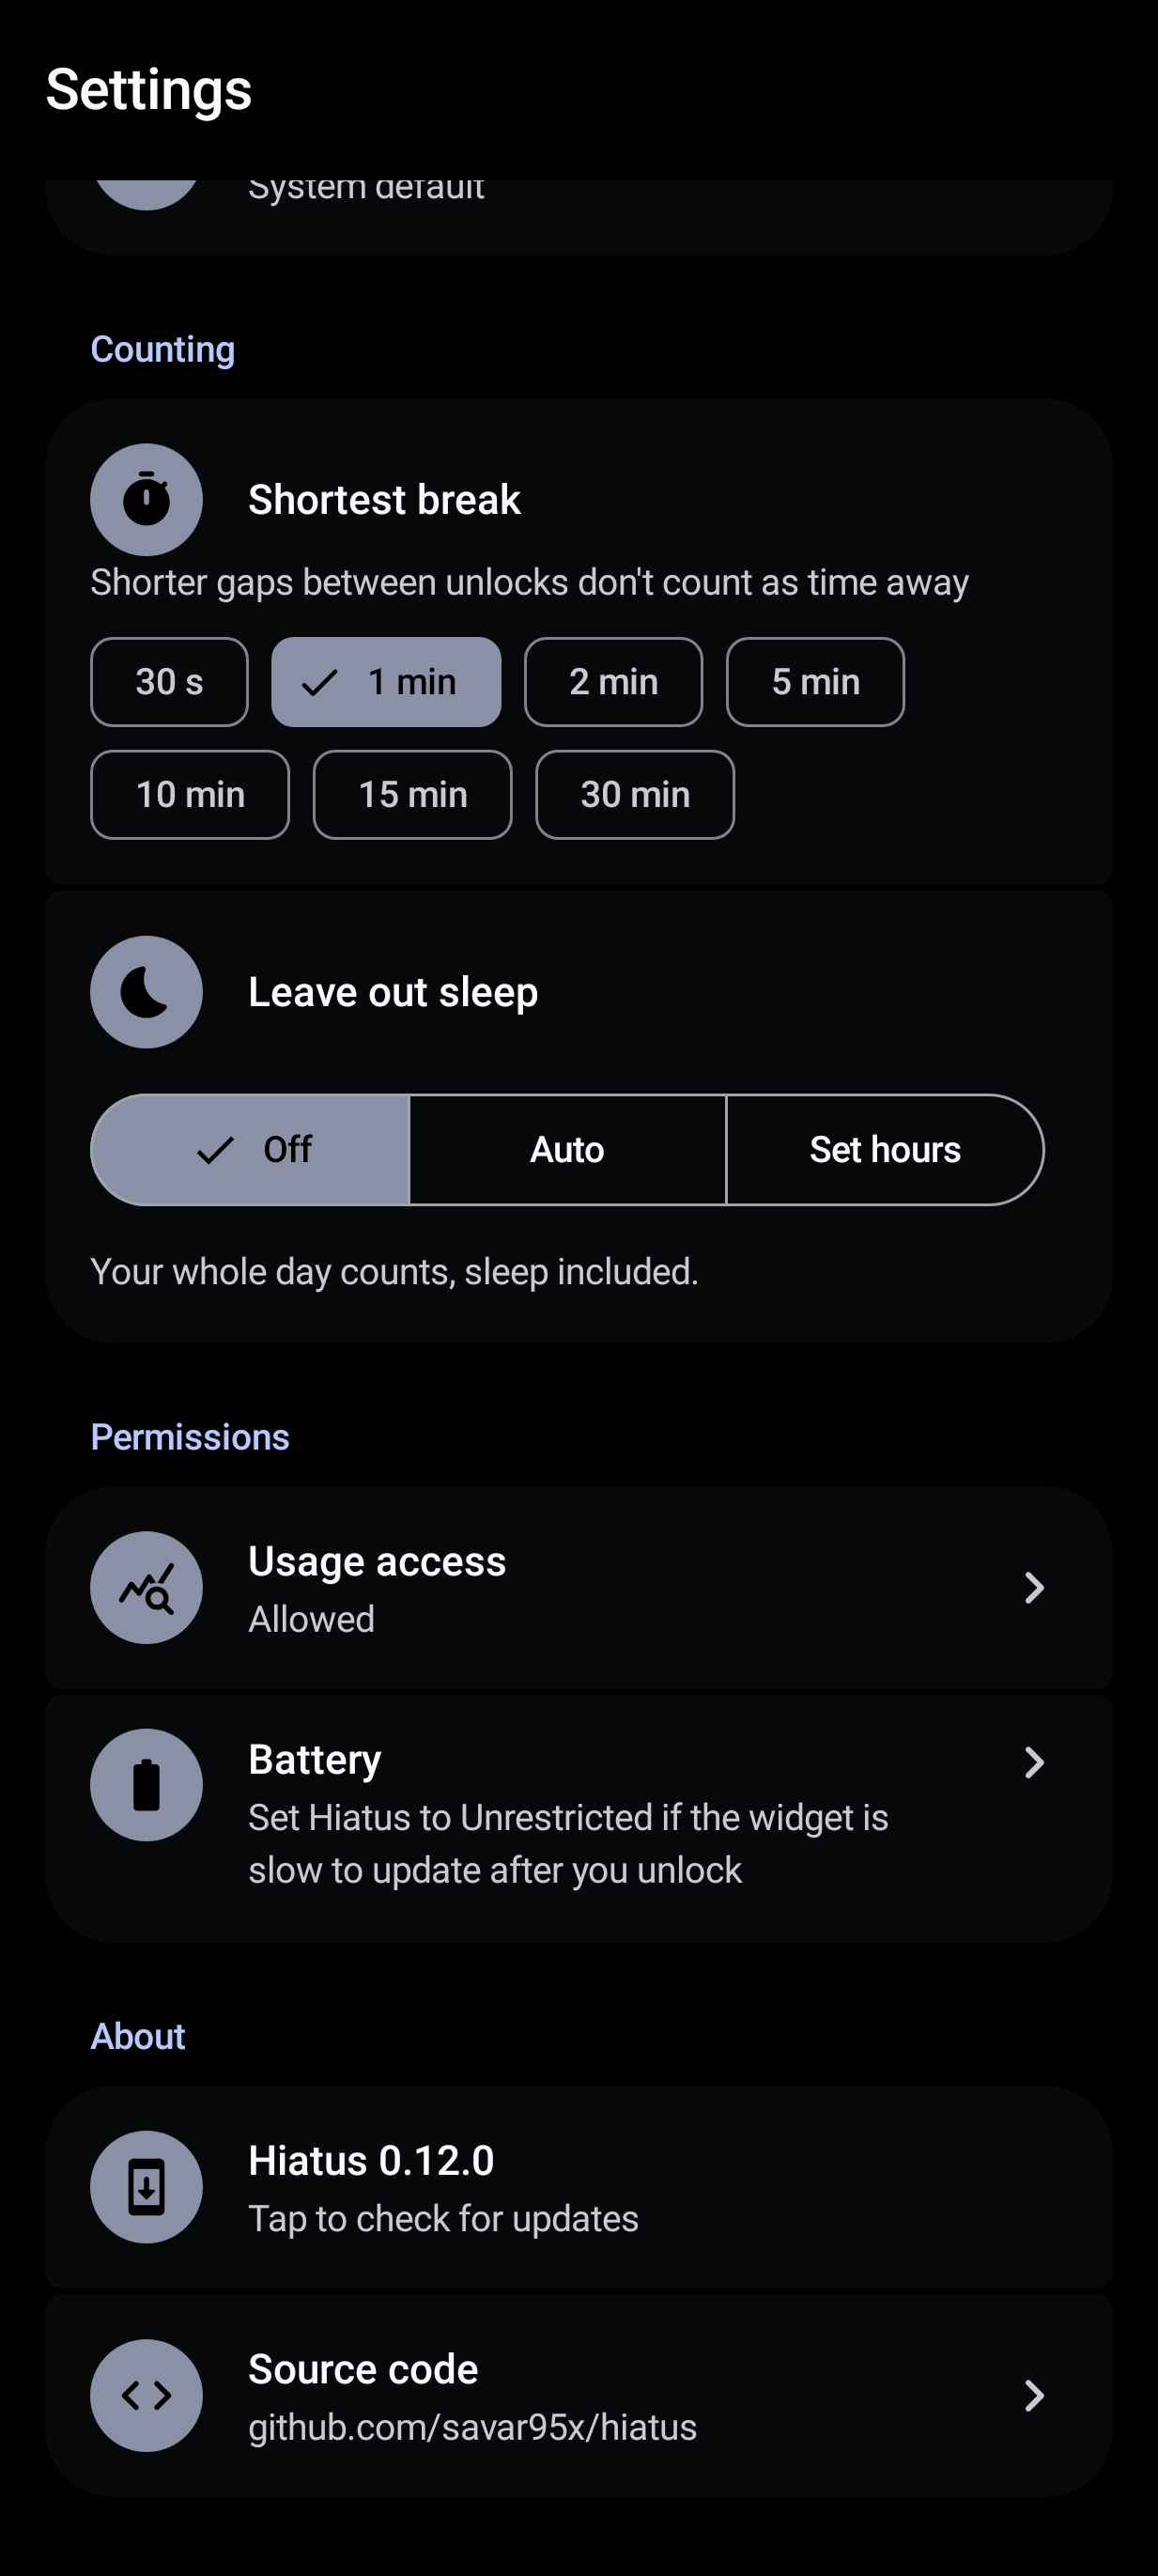 Settings
System default
Counting
Shortest break
Shorter gaps between unlocks don't count as time away
30 s
1 min
2 min
5 min
10 min
15 min
30 min
Leave out sleep
Off
Auto
Set hours
Your whole day counts, sleep included.
Permissions
Usage access
Allowed
Battery
Set Hiatus to Unrestricted if the widget is
slow to update after you unlock
About
Hiatus 0.12.0
Tap to check for updates
Source code
github.com/savar95x/hiatus